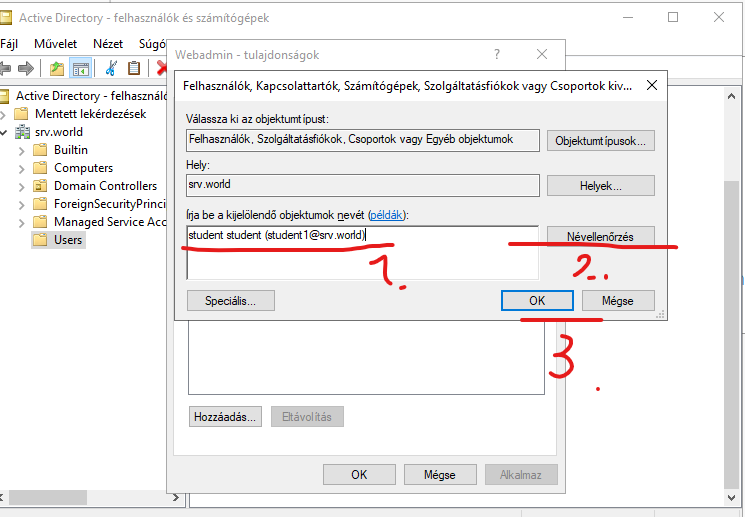 Active Directory - felhasználók és számítógépek
Fájl Művelet Nézet Súgó
Webadmin - tulajdonságok
Felhasználók, Kapcsolattartók, Számítógépek, Szolgáltatásfiókok vagy Csoportok kiv...
Active Directory - felhasználó
Mentett lekérdezések
srv.world
Builtin
Computers
Domain Controllers
ForeignSecurityPrinci
Managed Service Acc
Users
Válassza ki az objektumtípust:
Felhasználók, Szolgáltatásfiókok, Csoportok vagy Egyéb objektumok
Objektumtípusok...
Hely:
srv.world
Helyek...
Írja be a kijelölendő objektumok nevét (példák):
student student (student1@srv.world)
Névellenőrzés
1.
2.
Speciális...
OK
Mégse
3.
Hozzáadás...
Eltávolítás
OK
Mégse
Alkalmaz